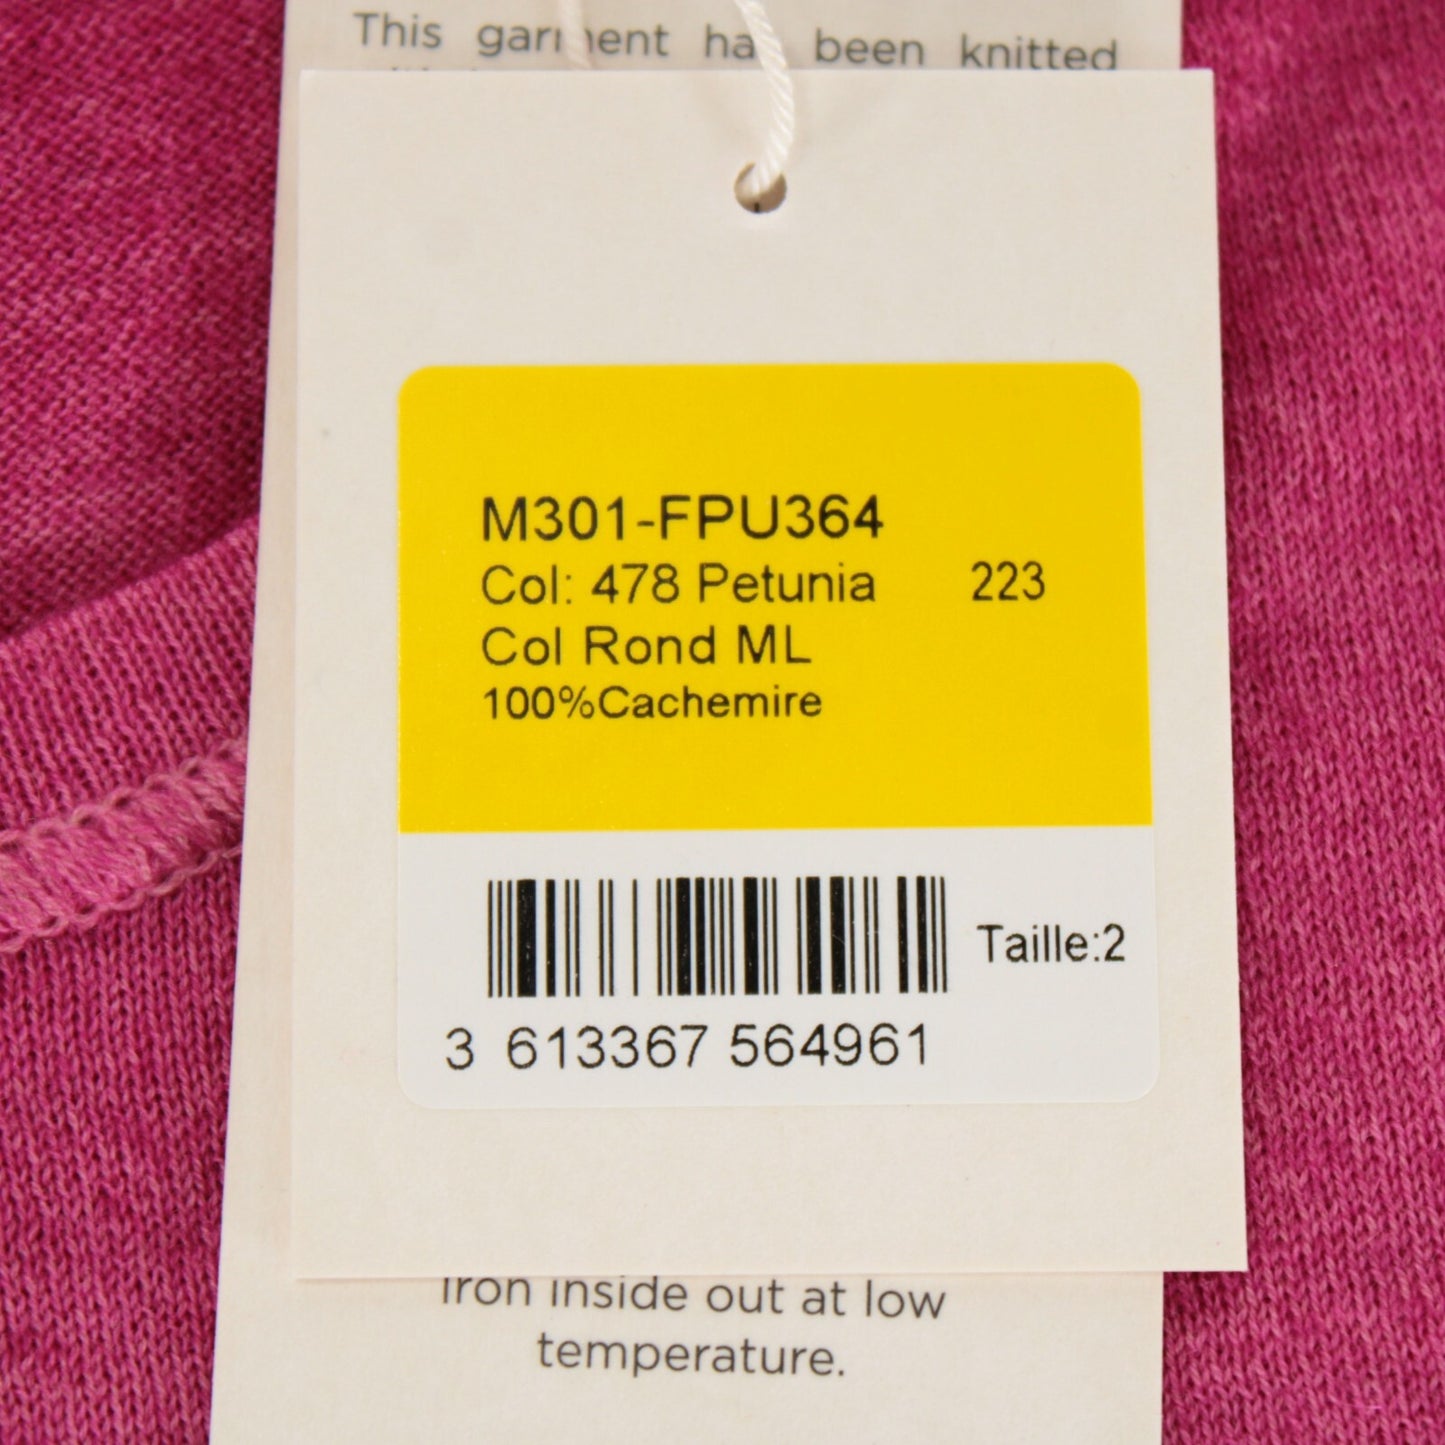 This garment has been knitted
M301-FPU364
Col: 478 Petunia 223
Col Rond ML
100%Cachemire
Taille:2
3 613367 564961
Iron inside out at low
temperature.